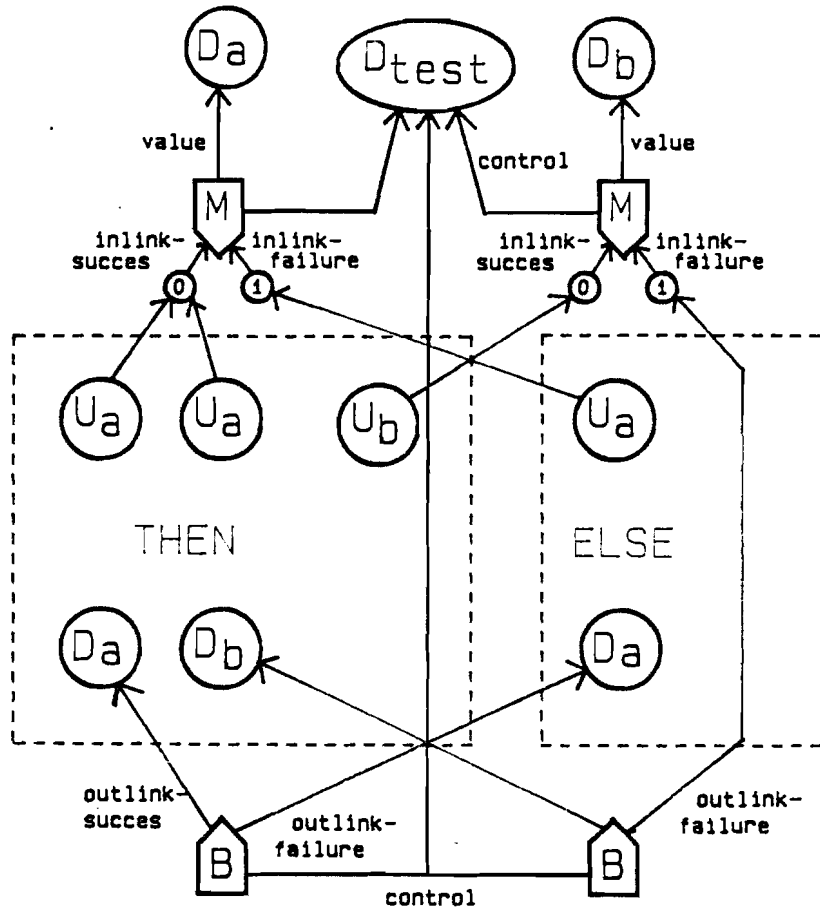 Da
Dtest
Db
value
control
value
M
M
inlink-
succes
inlink-
failure
inlink-
succes
inlink-
failure
0
1
0
1
Ua
Ua
Ub
Ua
THEN
ELSE
Da
Db
Da
outlink-
succes
outlink-
failure
outlink-
failure
B
B
control